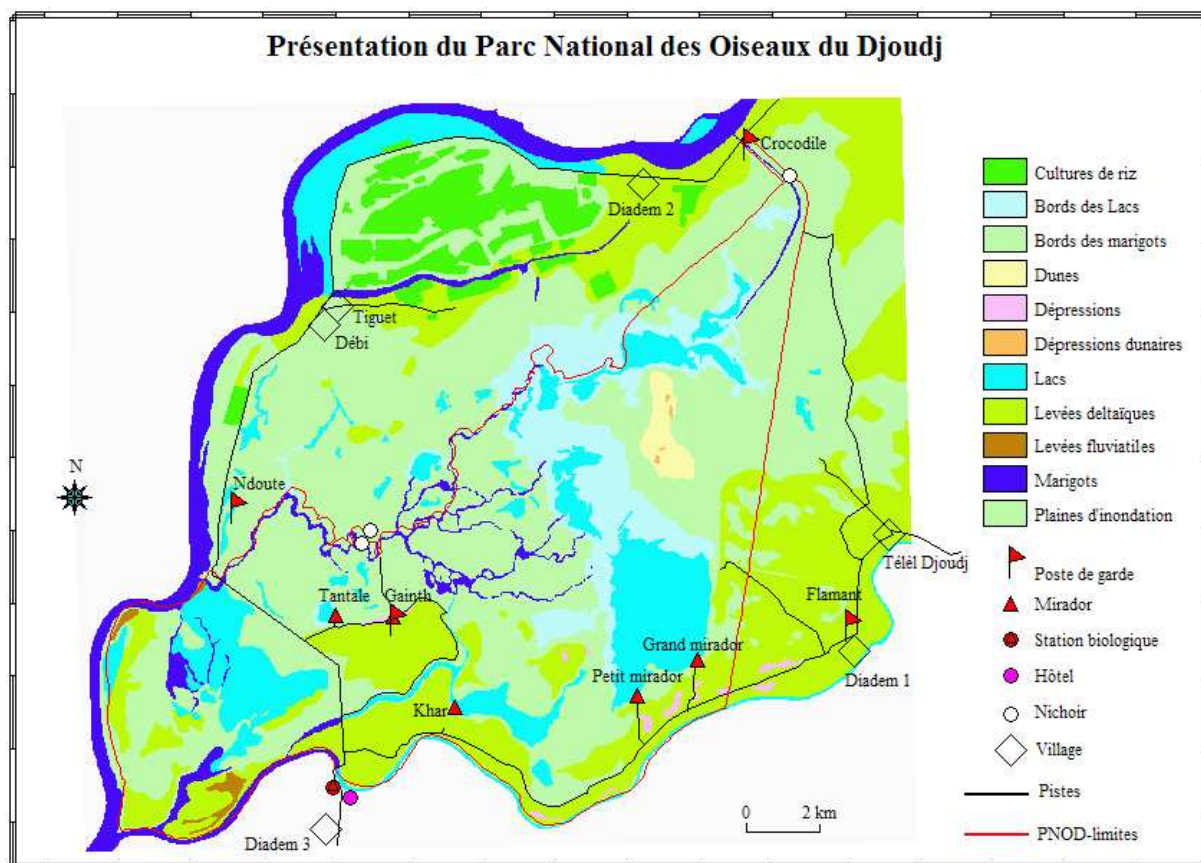 Présentation du Parc National des Oiseaux du Djoudj
Crocodile
Diadem 2
Tiguet
Débi
N
Ndoute
Télèl Djoudj
Tantale
Gainth
Flamant
Grand mirador
Petit mirador
Diadem 1
Khar
Diadem 3
0 2 km
Cultures de riz
Bords des Lacs
Bords des marigots
Dunes
Dépressions
Dépressions dunaires
Lacs
Levées deltaïques
Levées fluviatiles
Marigots
Plaines d'inondation
Poste de garde
Mirador
Station biologique
Hôtel
Nichoir
Village
Pistes
PNOD-limites